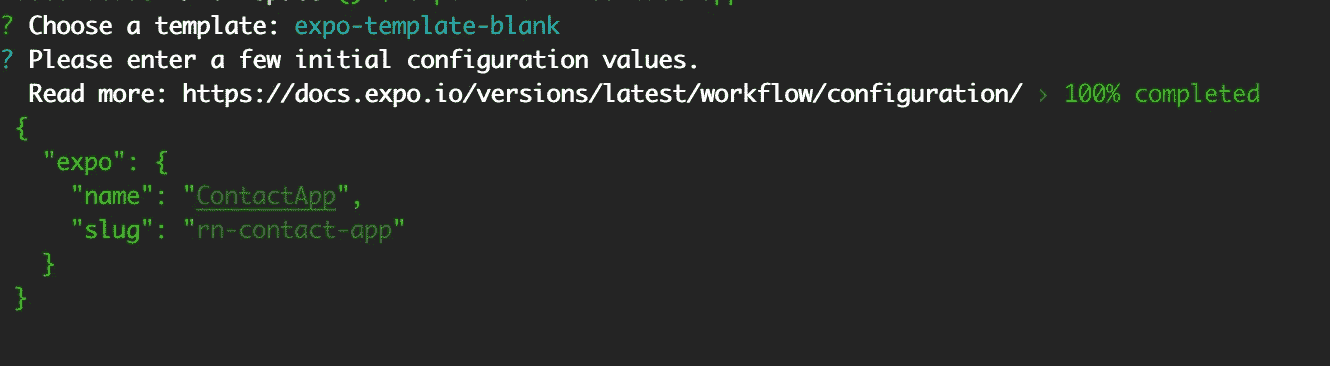 ? Choose a template: expo-template-blank
? Please enter a few initial configuration values.
Read more: https://docs.expo.io/versions/latest/workflow/configuration/ › 100% completed
{
"expo": {
"name": "ContactApp",
"slug": "rn-contact-app"
}
}